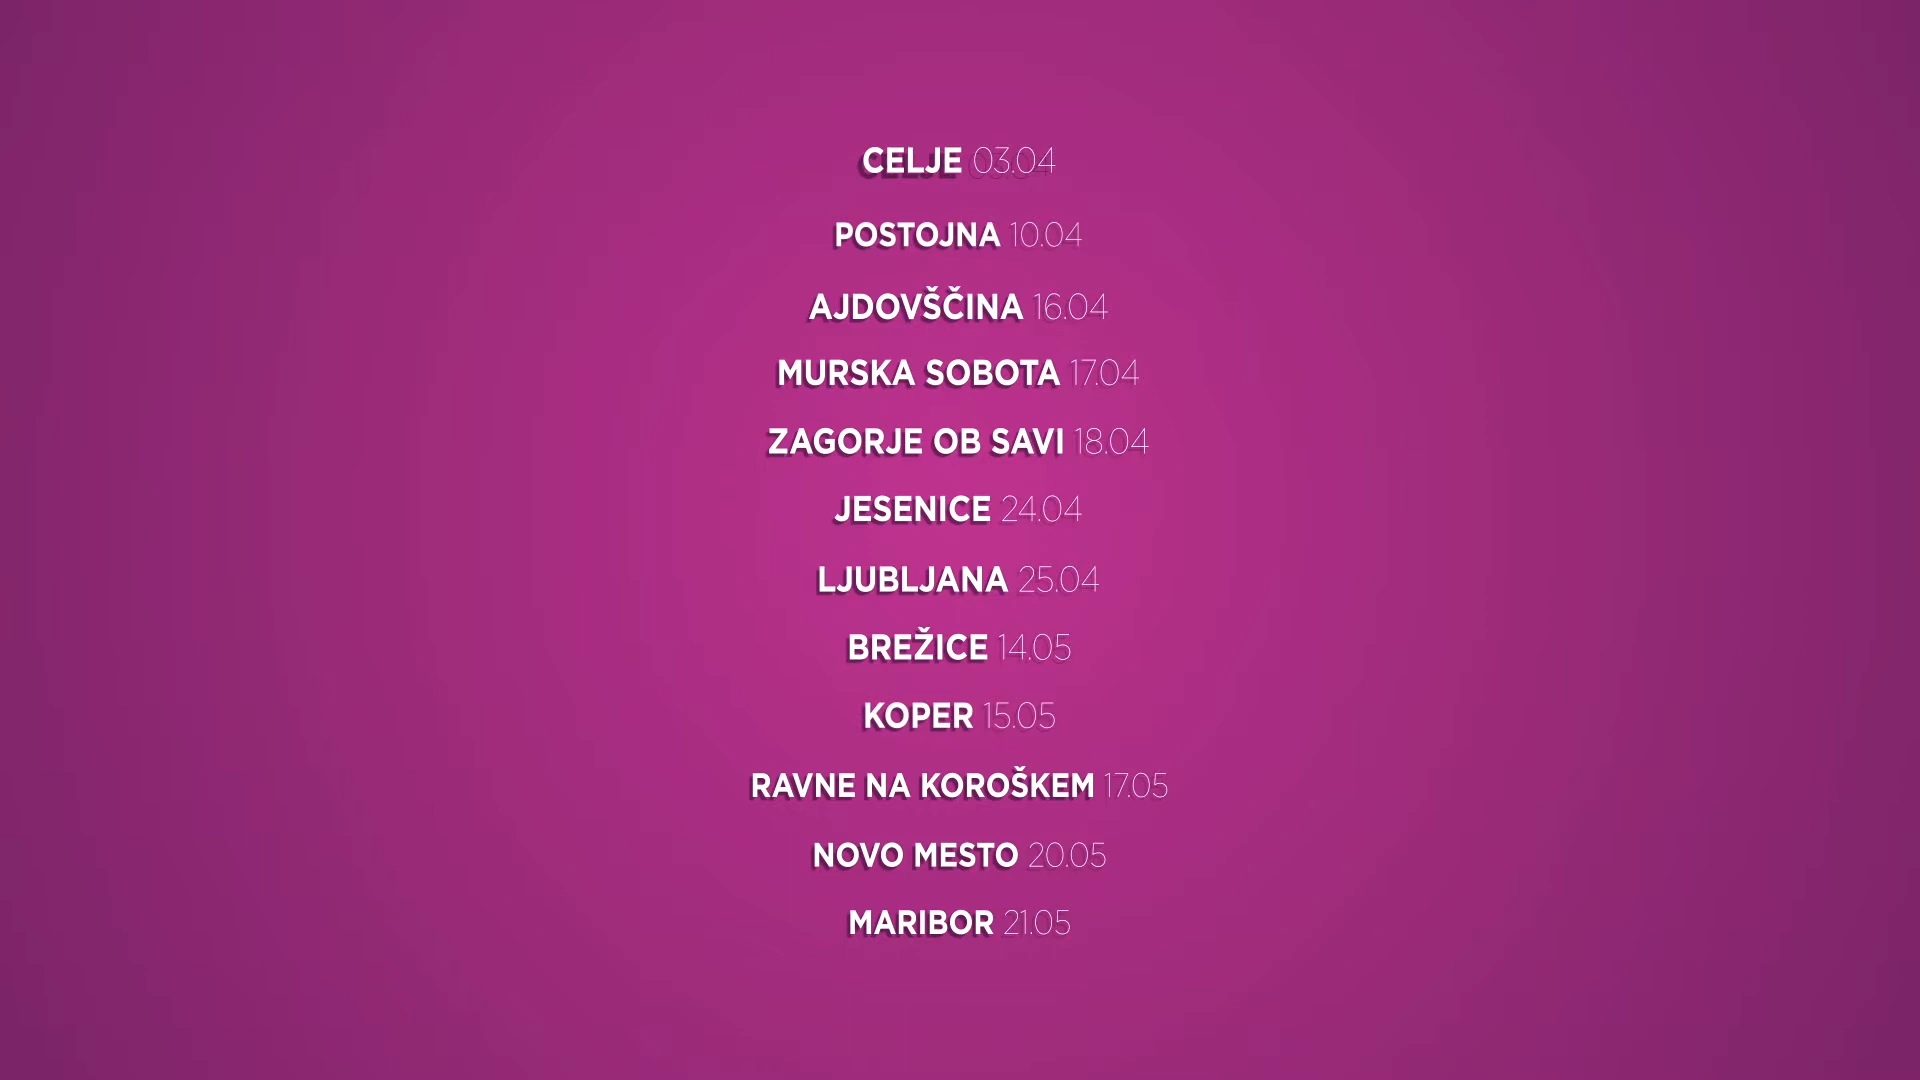 CELJE 03.04
POSTOJNA 10.04
AJDOVŠČINA 16.04
MURSKA SOBOTA 17.04
ZAGORJE OB SAVI 18.04
JESENICE 24.04
LJUBLJANA 25.04
BREŽICE 14.05
KOPER 15.05
RAVNE NA KOROŠKEM 17.05
NOVO MESTO 20.05
MARIBOR 21.05